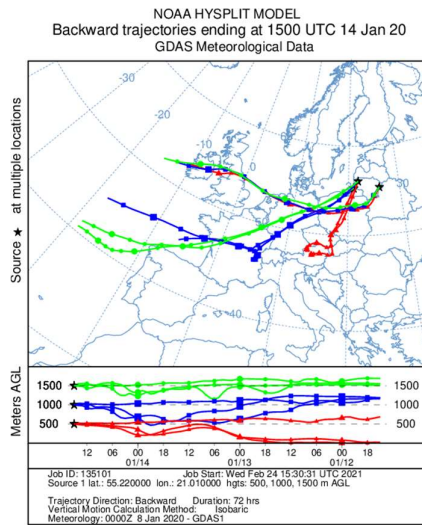 NOAA HYSPLIT MODEL
Backward trajectories ending at 1500 UTC 14 Jan 20
GDAS Meteorological Data
Source ★ at multiple locations
-30
-20
-10
0
-40
Meters AGL
1500 1500
1000 1000
500 500
12 06 00 18 12 06 00 18 12 06 00 18
01/14 01/13 01/12
Job ID: 135101 Job Start: Wed Feb 24 15:30:31 UTC 2021
Source 1 lat.: 55.220000 lon.: 21.010000 hgts: 500, 1000, 1500 m AGL
Trajectory Direction: Backward Duration: 72 hrs
Vertical Motion Calculation Method: Isobaric
Meteorology: 0000Z 8 Jan 2020 - GDAS1